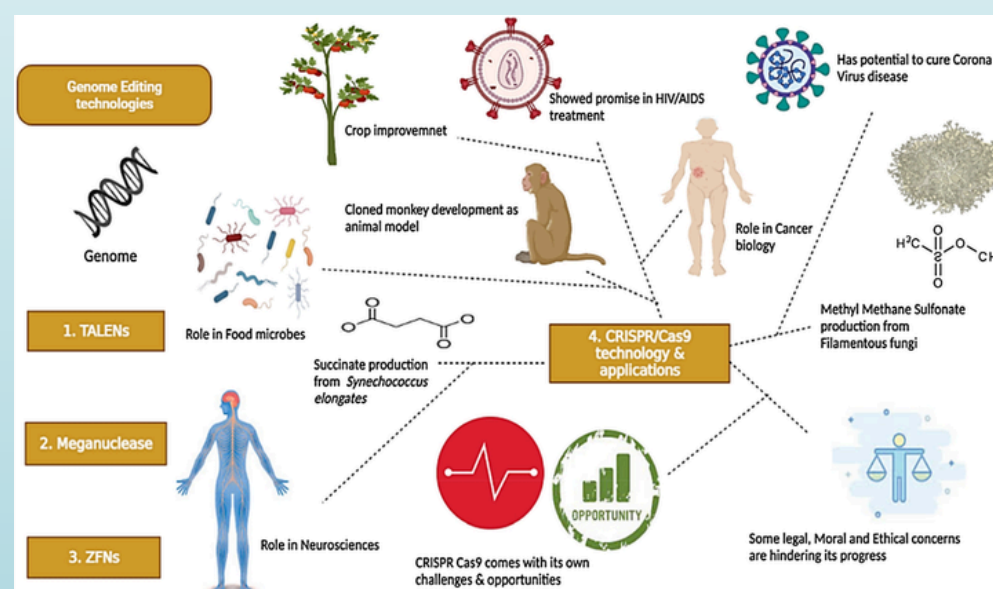 Genome Editing
technologies
Genome
1. TALENs
2. Meganuclease
3. ZFNs
Crop improvemnet
Showed promise in HIV/AIDS
treatment
Has potential to cure Corona
Virus disease
Cloned monkey development as
animal model
Role in Cancer
biology
Role in Food microbes
O
O
O
O
Succinate production
from Synechococcus
elongates
4. CRISPR/Cas9
technology &
applications
O
H³C S O CH
O
Methyl Methane Sulfonate
production from
Filamentous fungi
Role in Neurosciences
OPPORTUNITY
CRISPR Cas9 comes with its own
challenges & opportunities
Some legal, Moral and Ethical concerns
are hindering its progress